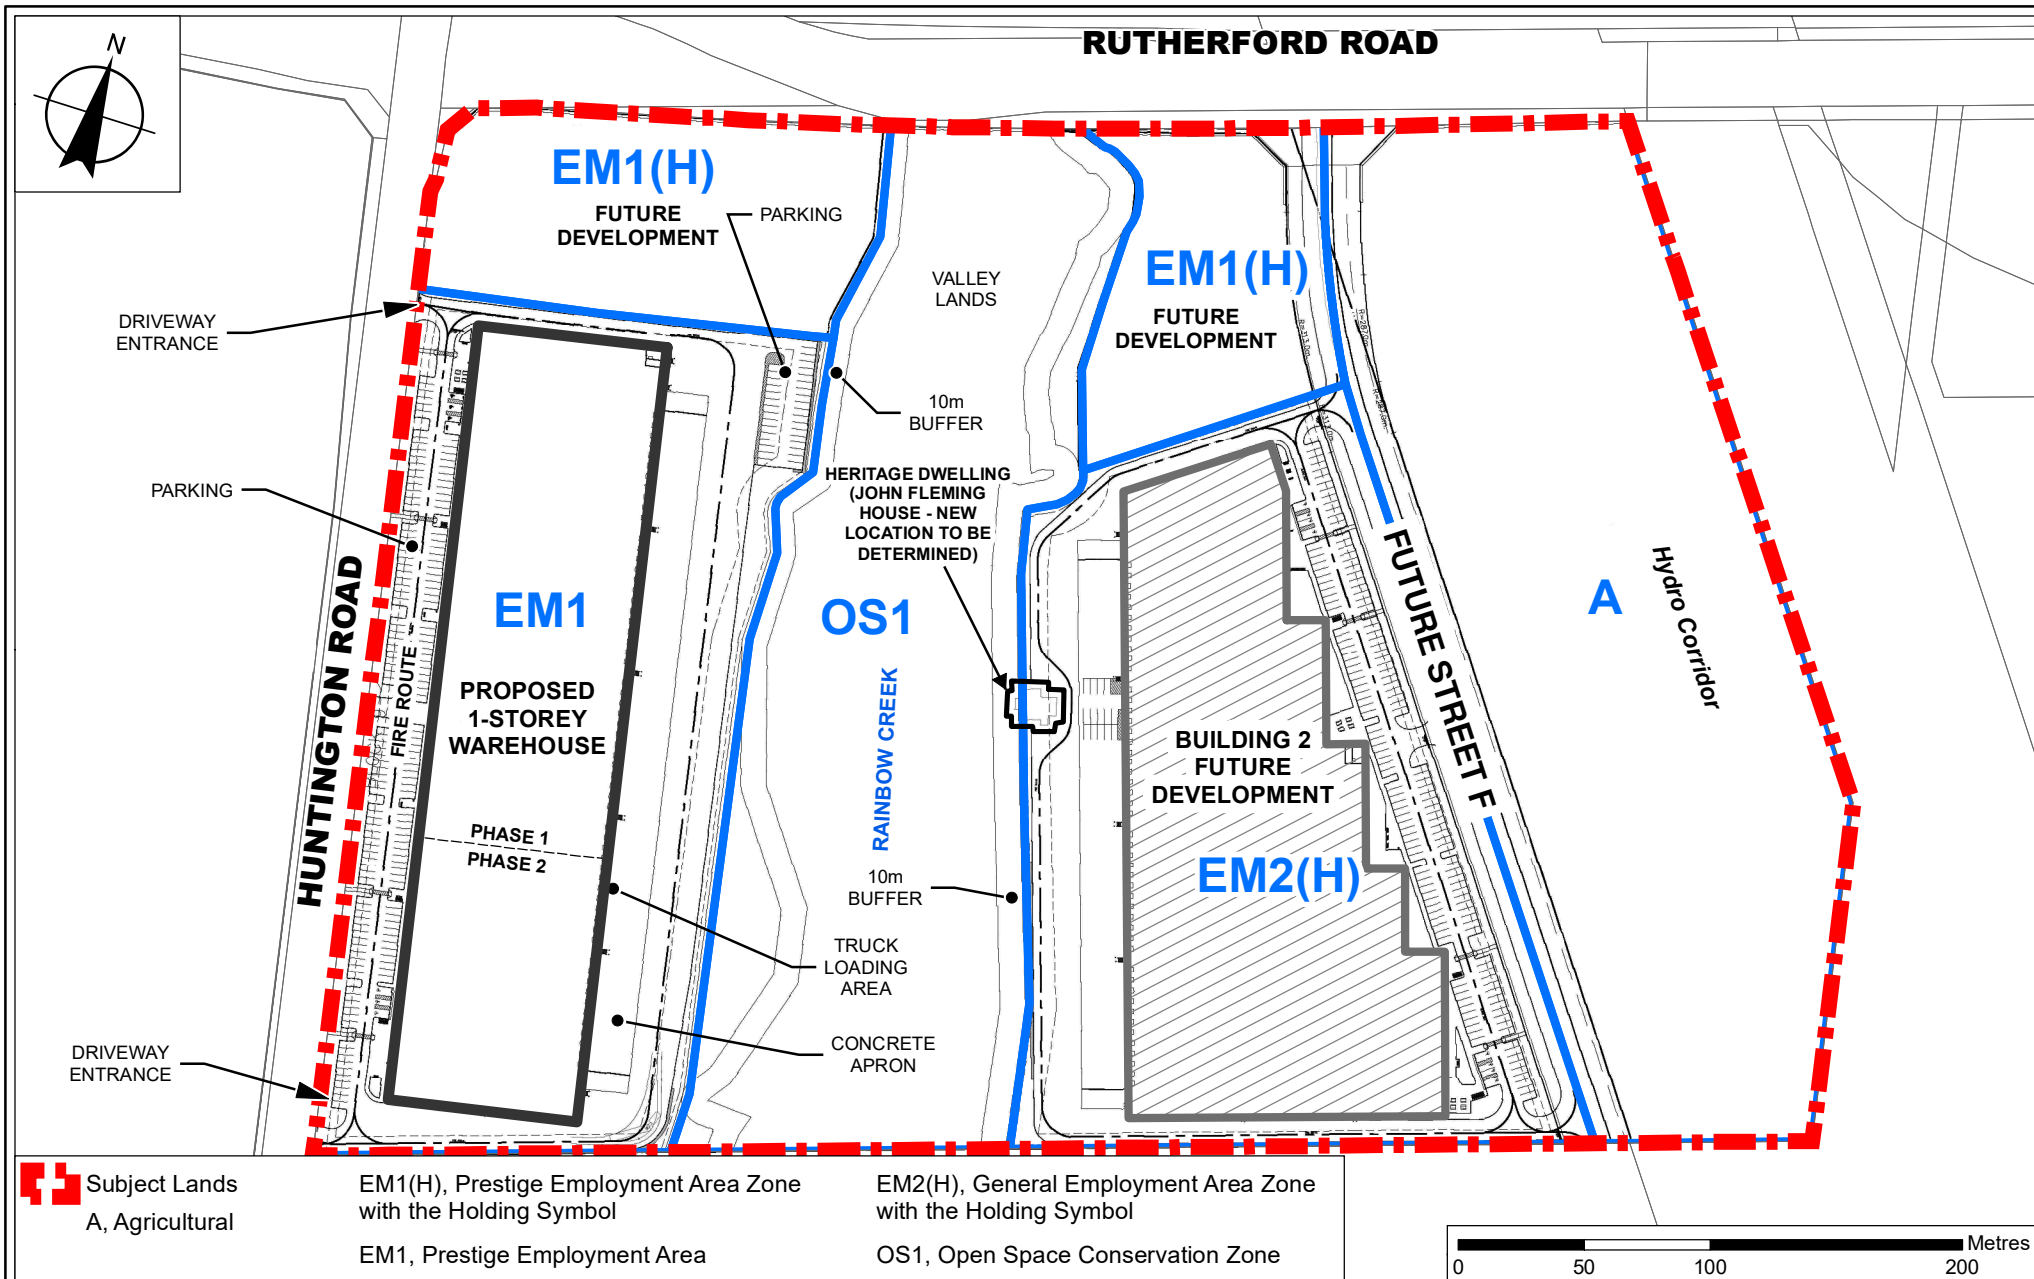 N
RUTHERFORD ROAD
EM1(H)
FUTURE
DEVELOPMENT
PARKING
VALLEY
LANDS
EM1(H)
FUTURE
DEVELOPMENT
DRIVEWAY
ENTRANCE
10m
BUFFER
HERITAGE DWELLING
(JOHN FLEMING
HOUSE - NEW
LOCATION TO BE
DETERMINED)
PARKING
HUNTINGTON ROAD
FIRE ROUTE
EM1
PROPOSED
1-STOREY
WAREHOUSE
PHASE 1
PHASE 2
OS1
RAINBOW CREEK
10m
BUFFER
TRUCK
LOADING
AREA
CONCRETE
APRON
DRIVEWAY
ENTRANCE
BUILDING 2
FUTURE
DEVELOPMENT
EM2(H)
FUTURE STREET F
A
Hydro Corridor
Subject Lands
A, Agricultural
EM1(H), Prestige Employment Area Zone
with the Holding Symbol
EM1, Prestige Employment Area
EM2(H), General Employment Area Zone
with the Holding Symbol
OS1, Open Space Conservation Zone
Metres
0 50 100 200